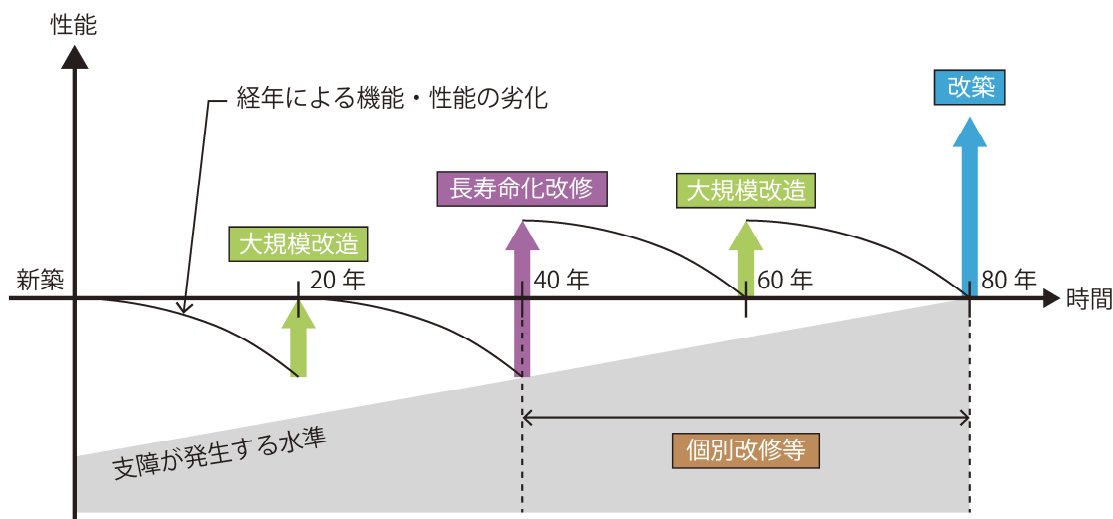 性能
経年による機能・性能の劣化
改築
長寿命化改修
大規模改造
大規模改造
新築
20 年
40 年
60 年
80 年
時間
支障が発生する水準
個別改修等